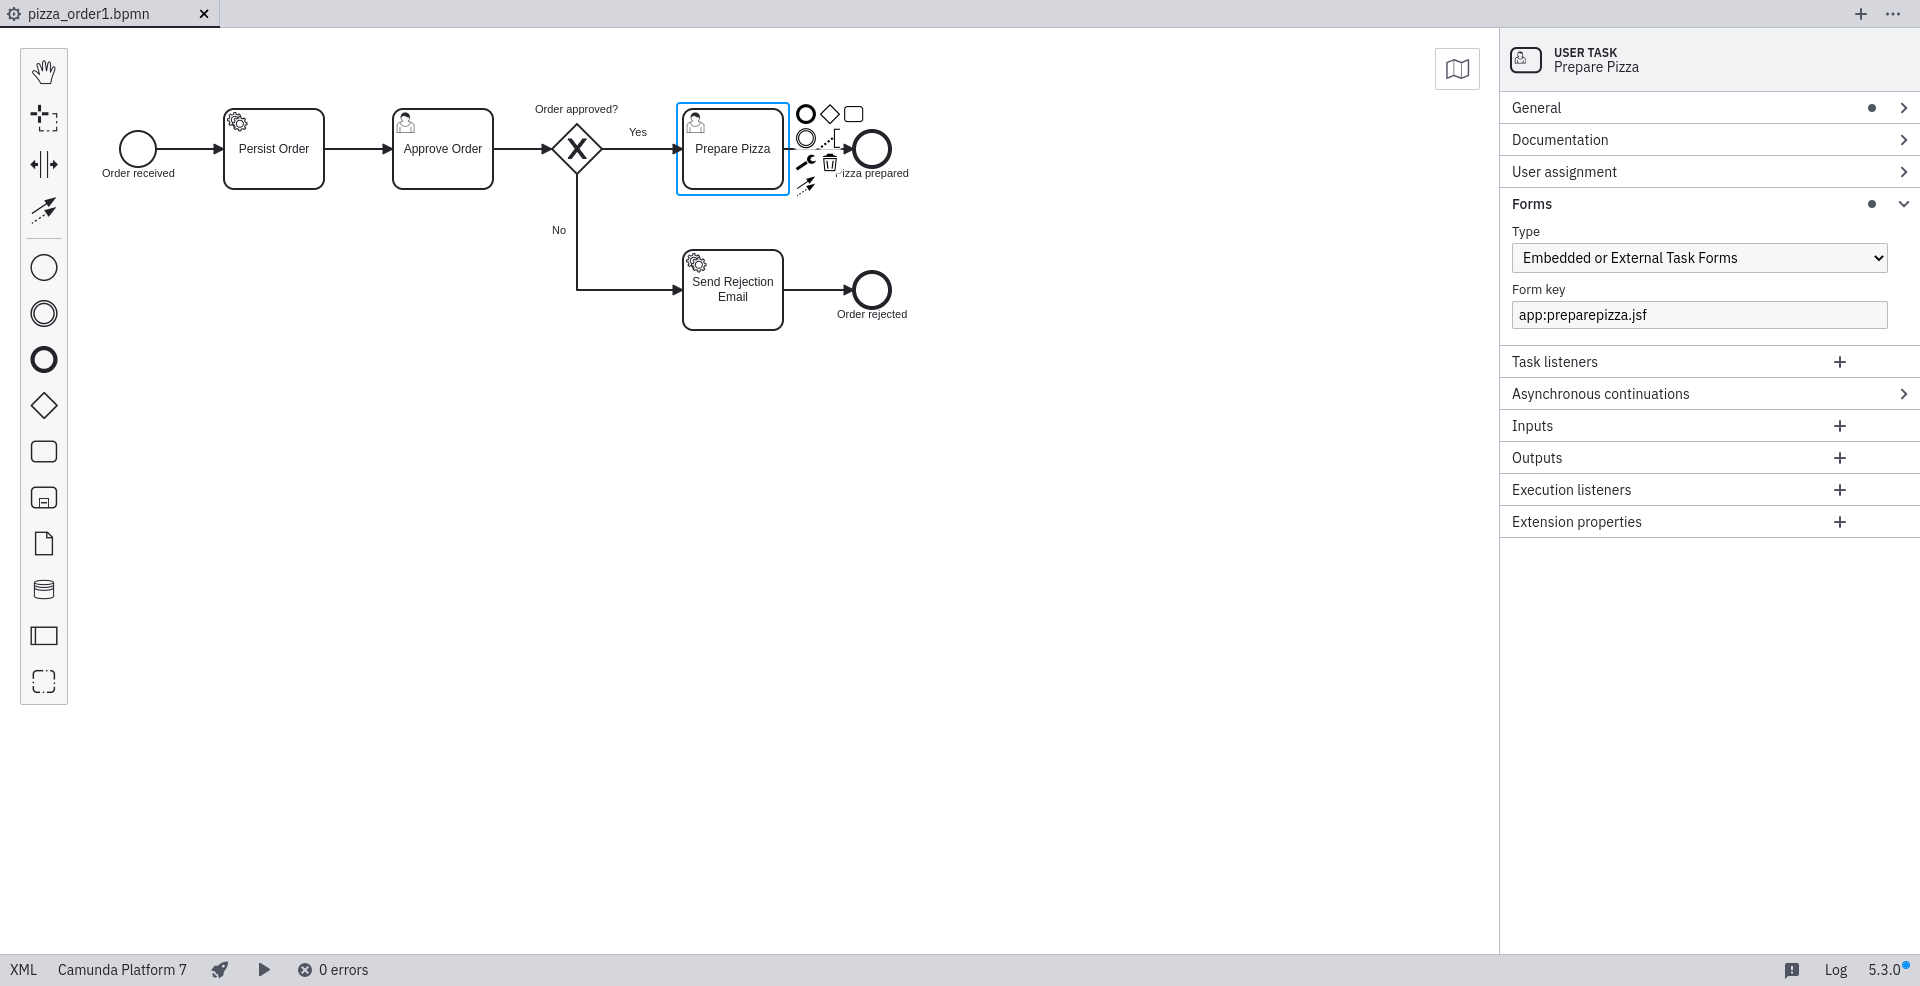 pizza_order1.bpmn
USER TASK
Prepare Pizza
General
Documentation
User assignment
Forms
Type
Embedded or External Task Forms
Form key
app:preparepizza.jsf
Task listeners
Asynchronous continuations
Inputs
Outputs
Execution listeners
Extension properties
Order approved?
Yes
Persist Order
Approve Order
X
Prepare Pizza
Order received
izza prepared
No
Send Rejection
Email
Order rejected
XML
Camunda Platform 7
0 errors
Log
5.3.0